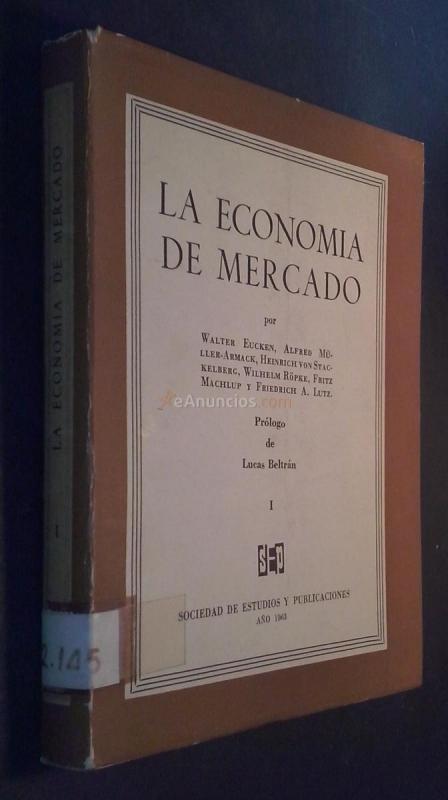 LA ECONOMIA
DE MERCADO
por
WALTER EUCKEN, ALFRED MÜ-
LLER-ARMACK, HEINRICH VON STAC-
KELBERG, WILHELM RÖPKE, FRITZ
MACHLUP Y FRIEDRICH A. LUTZ.
eAnuncios.com
Prólogo
de
Lucas Beltrán
I
S-P
SOCIEDAD DE ESTUDIOS Y PUBLICACIONES
AÑO 1963
LA ECONOMIA DE MERCADO
I
2.145